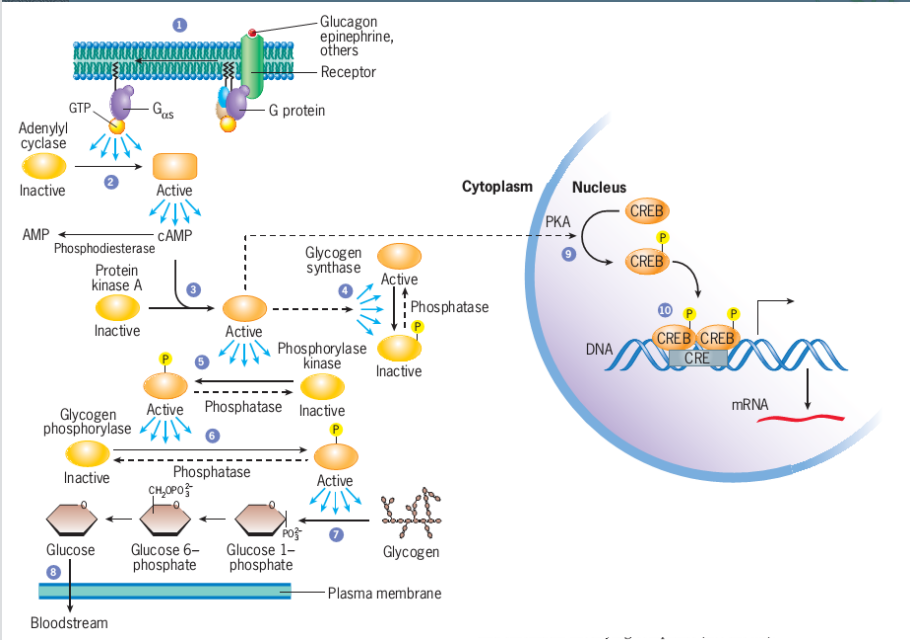 1
Glucagon
epinephrine,
others
Receptor
GTP
Gαs
G protein
Adenylyl
cyclase
Inactive
2
Active
AMP
Phosphodiesterase
cAMP
Protein
kinase A
Inactive
3
Active
Glycogen
synthase
Active
4
Phosphatase
P
Inactive
Phosphorylase
kinase
5
P
Active
Phosphatase
Inactive
Glycogen
phosphorylase
6
P
Inactive
Phosphatase
Active
CH2OPO3 2–
O
O
O
PO3 2–
7
Glucose
Glucose 6–
phosphate
Glucose 1–
phosphate
Glycogen
8
Plasma membrane
Bloodstream
Cytoplasm
Nucleus
PKA
CREB
9
P
CREB
10
P
P
CREB
CREB
DNA
CRE
mRNA